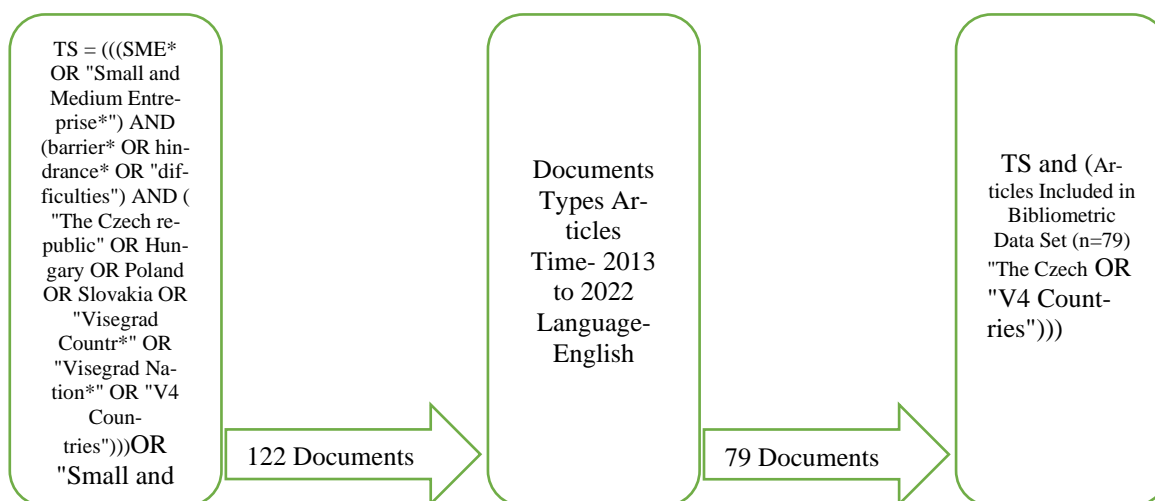 TS = (((SME*
OR "Small and
Medium Entre-
prise*") AND
(barrier* OR hin-
drance* OR "dif-
ficulties") AND (
"The Czech re-
public" OR Hun-
gary OR Poland
OR Slovakia OR
"Visegrad
Countr*" OR
"Visegrad Na-
tion*" OR "V4
Coun-
tries")))OR
"Small and
122 Documents
Documents
Types Ar-
ticles
Time- 2013
to 2022
Language-
English
79 Documents
TS and (Ar-
ticles Included in
Bibliometric
Data Set (n=79)
"The Czech OR
"V4 Count-
ries")))